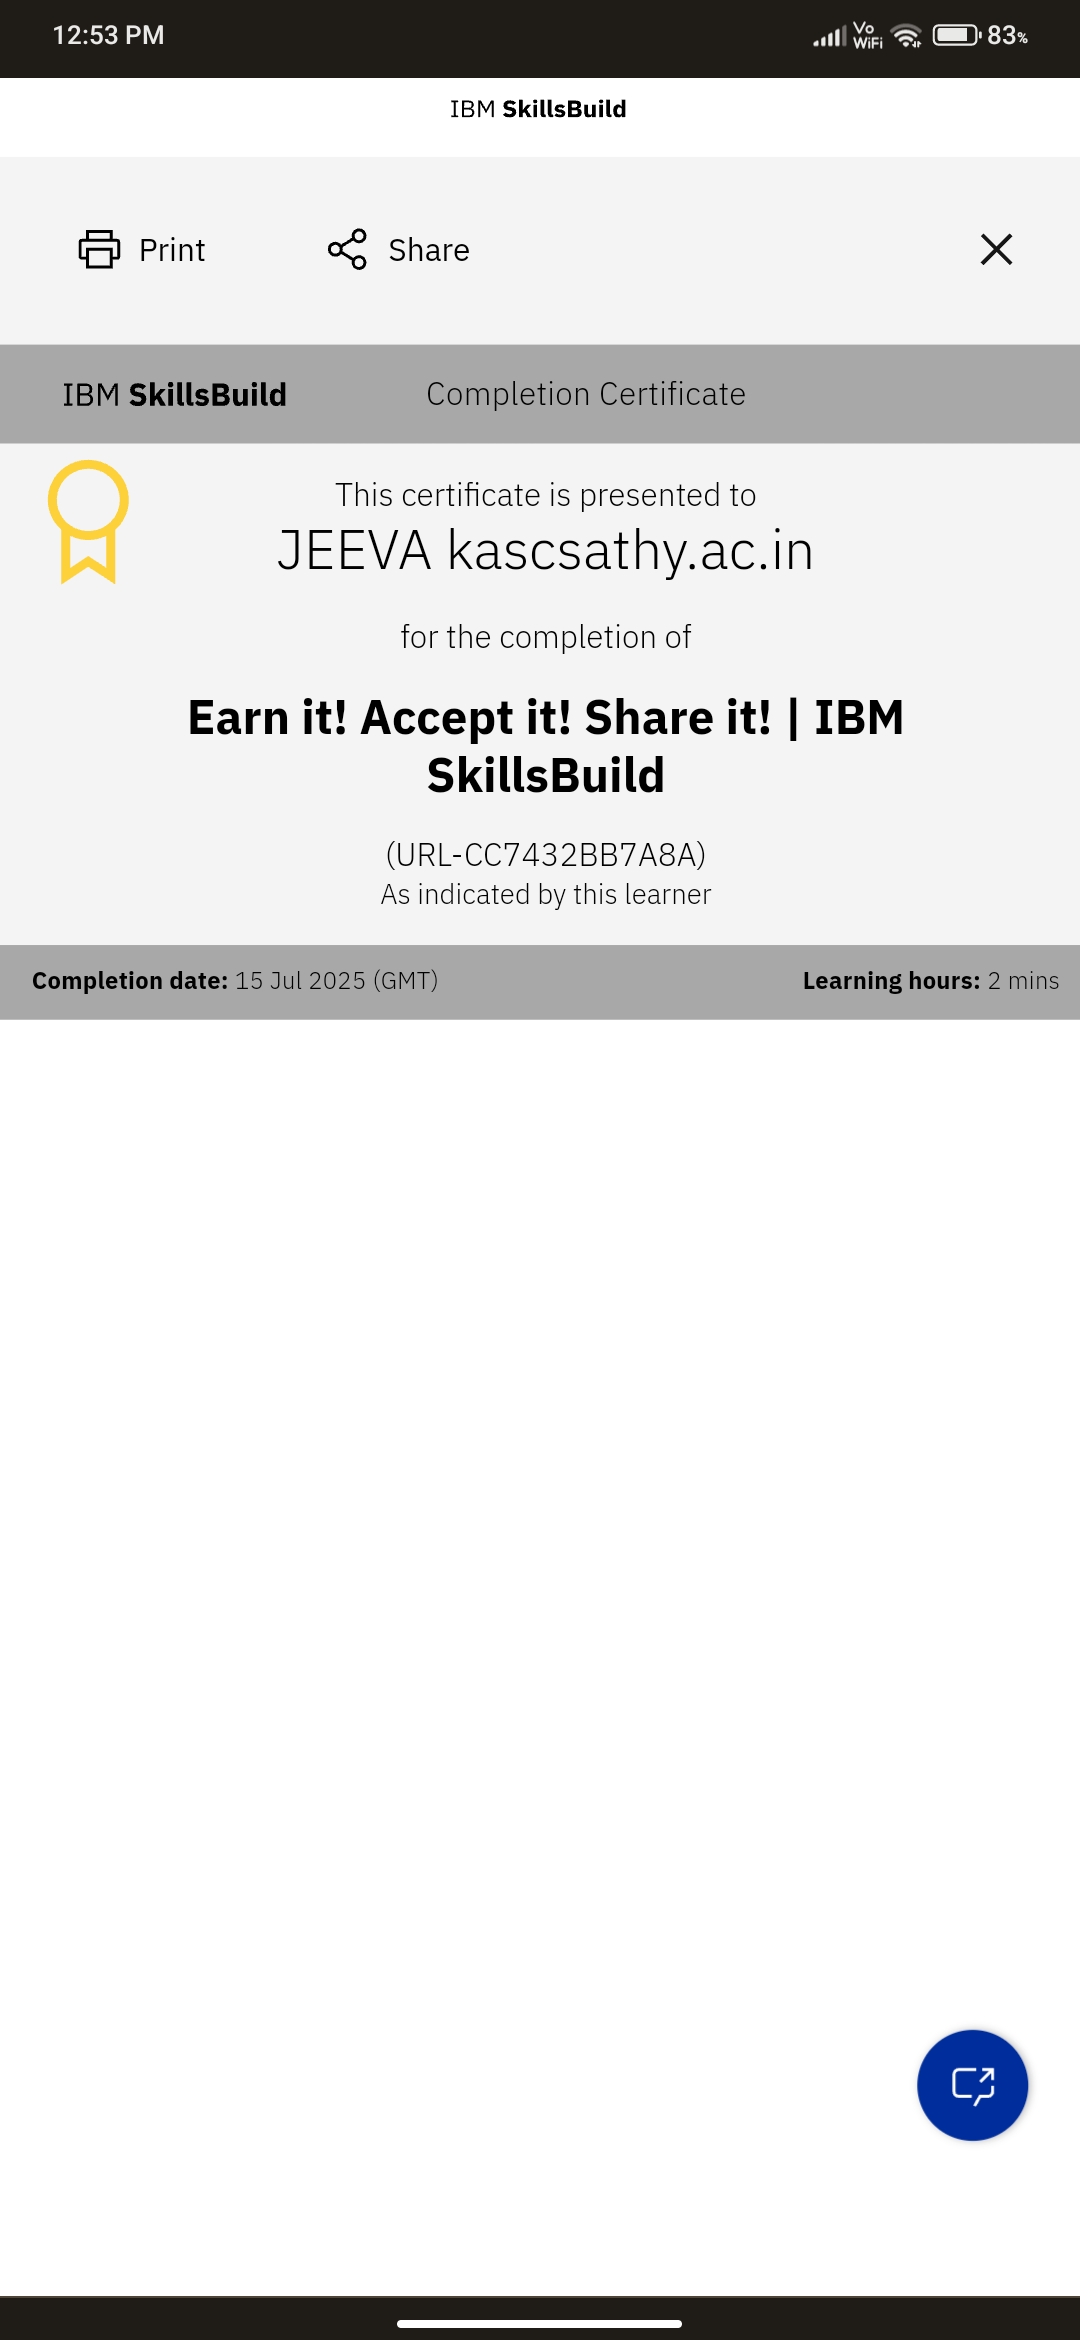 12:53 PM
Vo
WiFi
83%
IBM SkillsBuild
Print
Share
IBM SkillsBuild
Completion Certificate
This certificate is presented to
JEEVA kascsathy.ac.in
for the completion of
Earn it! Accept it! Share it! | IBM
SkillsBuild
(URL-CC7432BB7A8A)
As indicated by this learner
Completion date: 15 Jul 2025 (GMT)
Learning hours: 2 mins